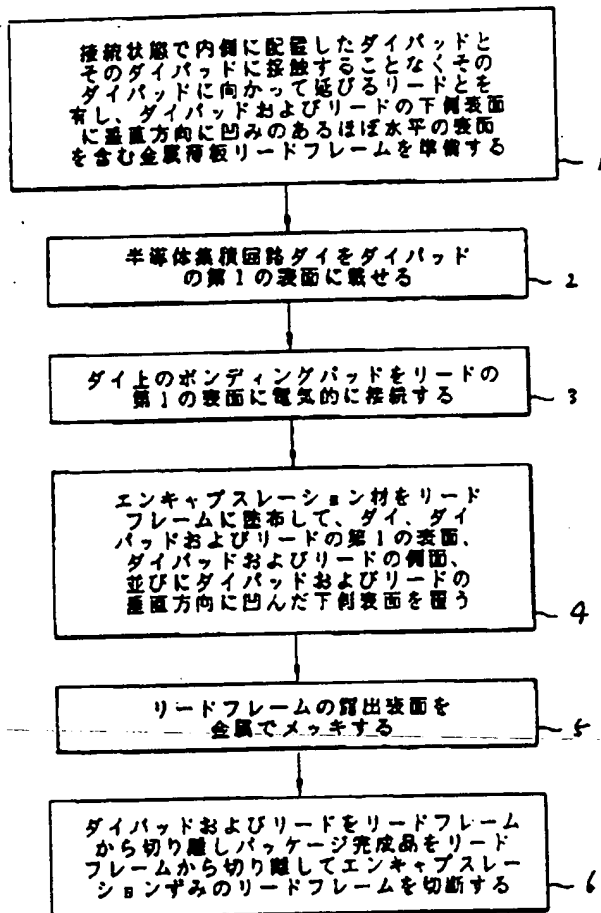 接続状態で内側に配置したダイパッドと
そのダイパッドに接触することなくその
ダイパッドに向かって延びるリードとを
有し、ダイパッドおよびリードの下側表面
に垂直方向に凹みのあるほぼ水平の表面
を含む金属薄板リードフレームを準備する
1
半導体集積回路ダイをダイパッド
の第1の表面に載せる
2
ダイ上のボンディングパッドをリードの
第1の表面に電気的に接続する
3
エンキャプスレーション材をリード
フレームに塗布して、ダイ、ダイ
パッドおよびリードの第1の表面、
ダイパッドおよびリードの側面、
並びにダイパッドおよびリードの
垂直方向に凹んだ下側表面を覆う
4
リードフレームの露出表面を
金属でメッキする
5
ダイパッドおよびリードをリードフレーム
から切り離しパッケージ完成品をリード
フレームから切り離してエンキャプスレー
ションずみのリードフレームを切断する
6